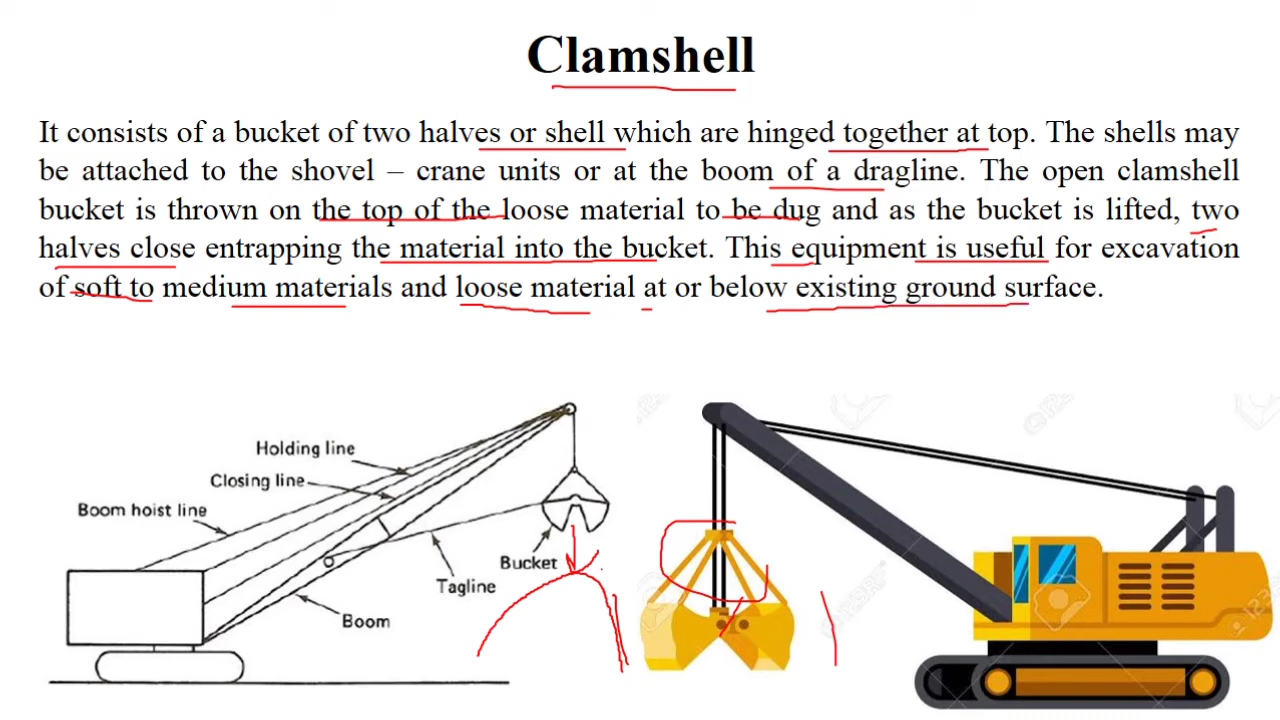 Clamshell
It consists of a bucket of two halves or shell which are hinged together at top. The shells may
be attached to the shovel – crane units or at the boom of a dragline. The open clamshell
bucket is thrown on the top of the loose material to be dug and as the bucket is lifted, two
halves close entrapping the material into the bucket. This equipment is useful for excavation
of soft to medium materials and loose material at or below existing ground surface.
Holding line
Closing line
Boom hoist line
Bucket
Tagline
Boom